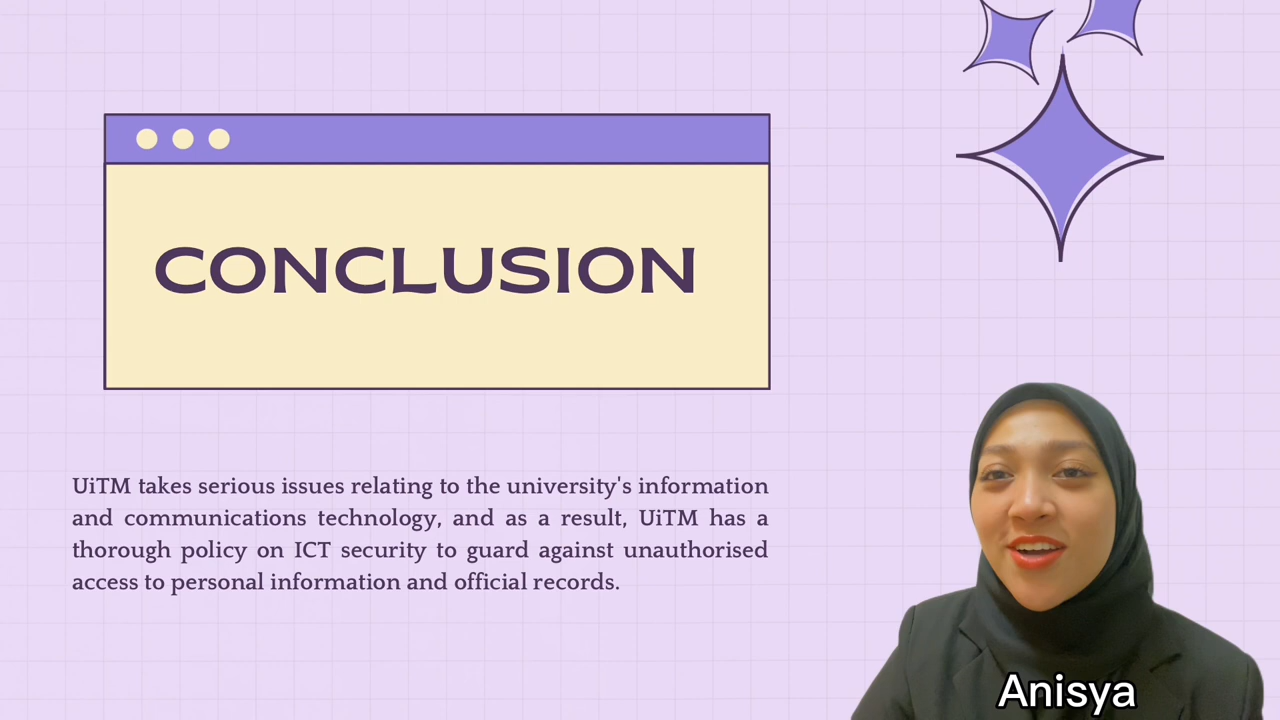 CONCLUSION
UiTM takes serious issues relating to the university's information
and communications technology, and as a result, UiTM has a
thorough policy on ICT security to guard against unauthorised
access to personal information and official records.
Anisya